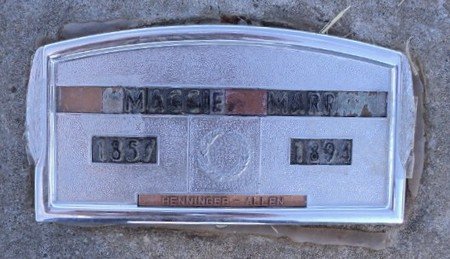 MAGGIE MARR
1857 1894
HENNINGER - ALLEN